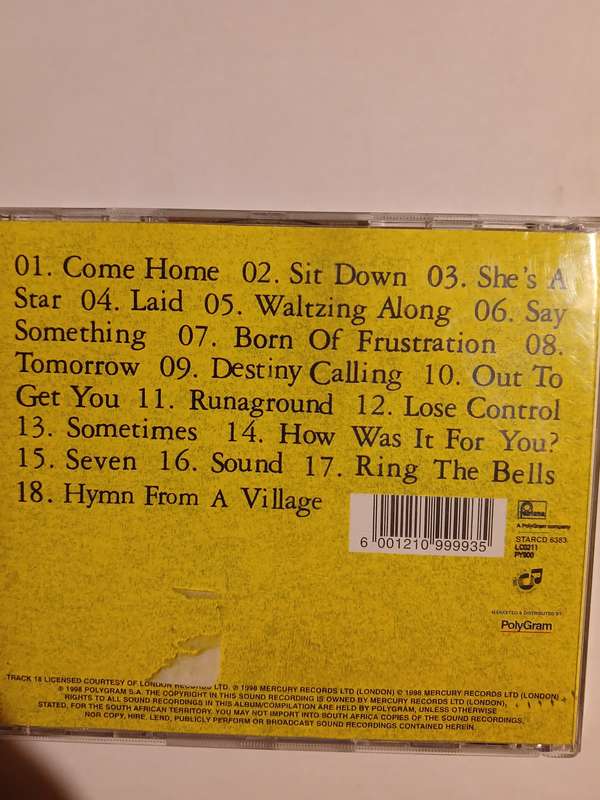 01. Come Home 02. Sit Down 03. She's A
Star 04. Laid 05. Waltzing Along 06. Say
Something 07. Born Of Frustration 08.
Tomorrow 09. Destiny Calling 10. Out To
Get You 11. Runaground 12. Lose Control
13. Sometimes 14. How Was It For You?
15. Seven 16. Sound 17. Ring The Bells
18. Hymn From A Village
6 001210 999935
fontana
A PolyGram company
STARCD 6383
LC0211
PY900
MARKETED & DISTRIBUTED BY:
PolyGram
TRACK 18 LICENSED COURTESY OF LONDON RECORDS LTD. ℗ 1998 MERCURY RECORDS LTD (LONDON) © 1998 MERCURY RECORDS LTD (LONDON)
℗ 1998 POLYGRAM S.A. THE COPYRIGHT IN THIS SOUND RECORDING IS OWNED BY MERCURY RECORDS LTD (LONDON),
RIGHTS TO ALL SOUND RECORDINGS IN THIS ALBUM/COMPILATION ARE HELD BY POLYGRAM, UNLESS OTHERWISE
STATED, FOR THE SOUTH AFRICAN TERRITORY. YOU MAY NOT IMPORT INTO SOUTH AFRICA COPIES OF THE SOUND RECORDINGS,
NOR COPY, HIRE, LEND, PUBLICLY PERFORM OR BROADCAST SOUND RECORDINGS CONTAINED HEREIN.